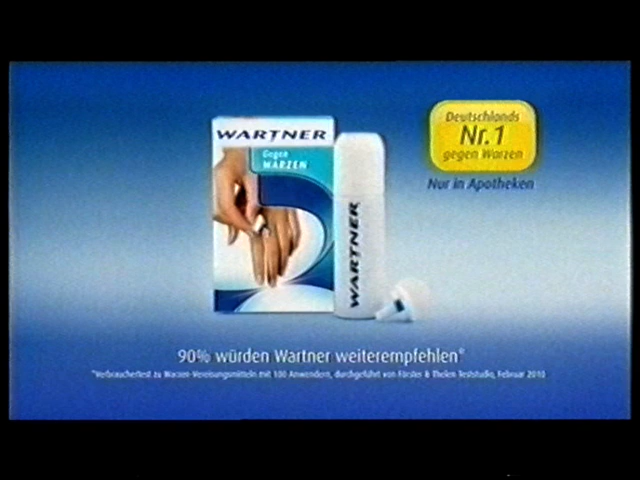 WARTNER
Gegen
WARZEN
WARTNER
Deutschlands
Nr.1
gegen Warzen
Nur in Apotheken
90% würden Wartner weiterempfehlen*
*Verbrauchertest zu Warzen-Vereisungsmitteln mit 100 Anwendern, durchgeführt von Förster & Thelen Teststudio, Februar 2010